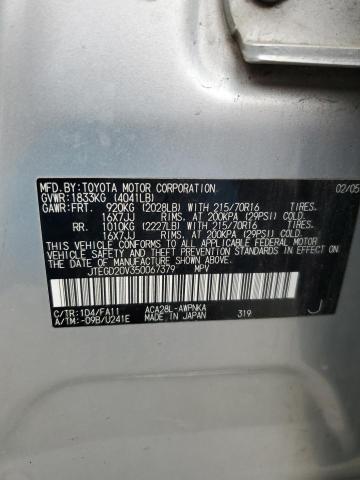 MFD.BY:TOYOTA MOTOR CORPORATION 02/05
GVWR:1833KG (4041LB)
GAWR:FRT. 920KG (2028LB) WITH 215/70R16 TIRES.
16X7JJ RIMS, AT 200KPA (29PSI) COLD.
RR. 1010KG (2227LB) WITH 215/70R16 TIRES.
16X7JJ RIMS, AT 200KPA (29PSI) COLD.
THIS VEHICLE CONFORMS TO ALL APPLICABLE
FEDERAL MOTOR VEHICLE SAFETY STANDARDS IN
EFFECT ON THE DATE OF MANUFACTURE SHOWN ABOVE.
JTEGD20V350067379 MPV
C/TR:1D4/FA11 ACA28L-AWPNKA J
A/TM:-09B/U241E MADE IN JAPAN 319